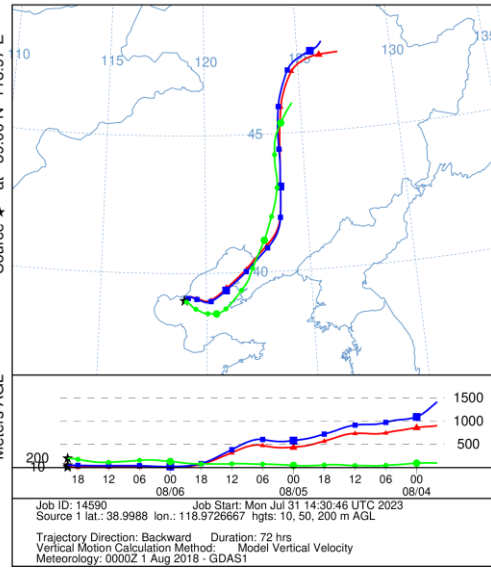 110
115
120
125
130
135
45
40
Source ★ at 39.00 N 118.97 E
Meters AGL
1500
1000
500
200
10
18 12 06 00 18 12 06 00 18 12 06 00
08/06 08/05 08/04
Job ID: 14590 Job Start: Mon Jul 31 14:30:46 UTC 2023
Source 1 lat.: 38.9988 lon.: 118.9726667 hgts: 10, 50, 200 m AGL
Trajectory Direction: Backward Duration: 72 hrs
Vertical Motion Calculation Method: Model Vertical Velocity
Meteorology: 0000Z 1 Aug 2018 - GDAS1